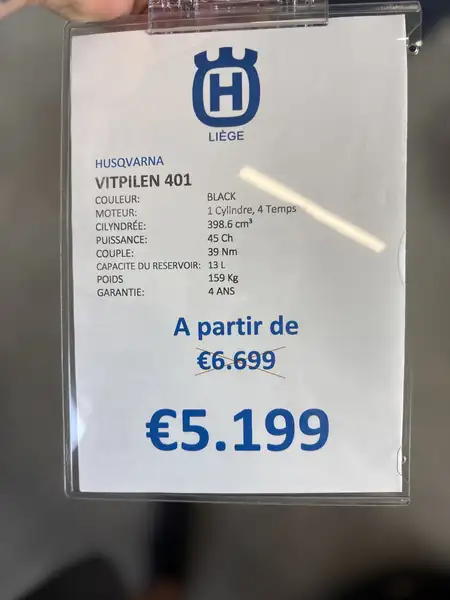 H
LIÈGE
HUSQVARNA
VITPILEN 401
COULEUR: BLACK
MOTEUR: 1 Cylindre, 4 Temps
CILYNDRÉE: 398.6 cm³
PUISSANCE: 45 Ch
COUPLE: 39 Nm
CAPACITE DU RESERVOIR: 13 L
POIDS 159 Kg
GARANTIE: 4 ANS
A partir de
€6.699
€5.199